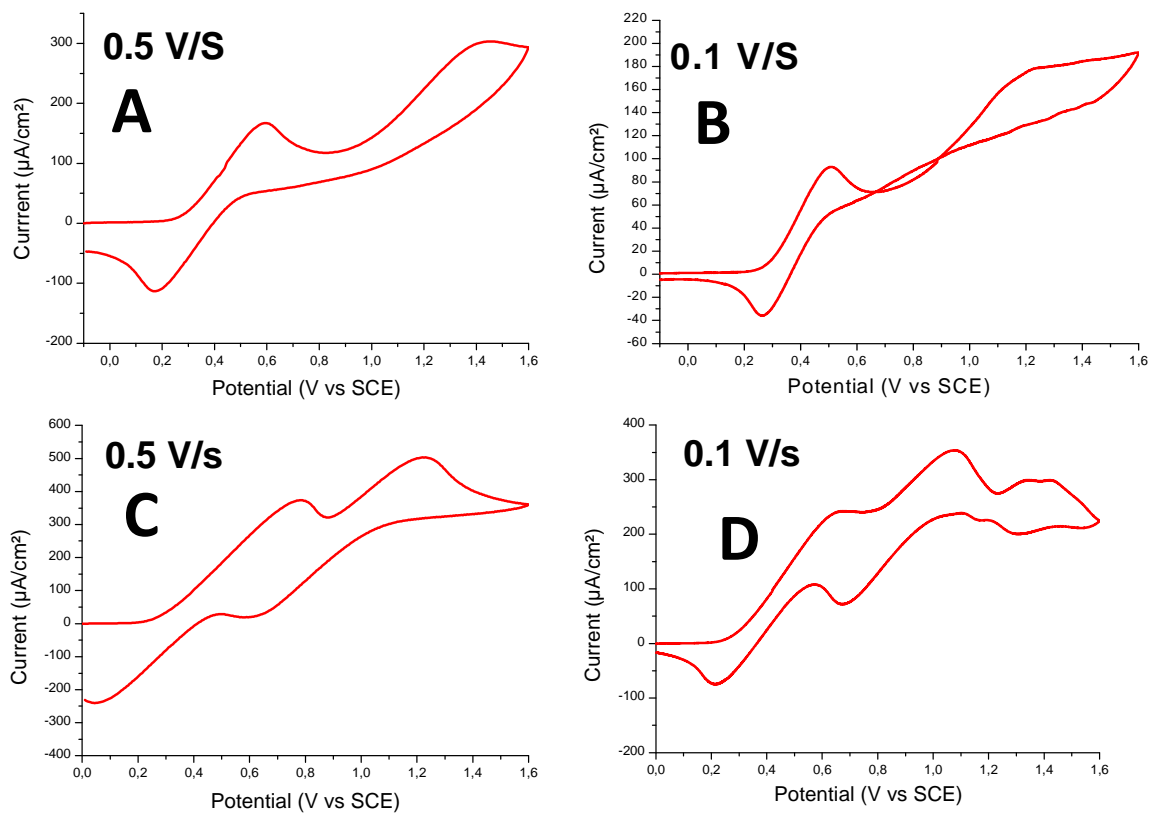 0.5 V/S
A
Currrent (µA/cm²)
300
200
100
0
-100
-200
0,0 0,2 0,4 0,6 0,8 1,0 1,2 1,4 1,6
Potential (V vs SCE)
0.1 V/S
B
Current (µA/cm²)
220
200
180
160
140
120
100
80
60
40
20
0
-20
-40
-60
0,0 0,2 0,4 0,6 0,8 1,0 1,2 1,4 1,6
Potential (V vs SCE)
0.5 V/s
C
Current (µA/cm²)
600
500
400
300
200
100
0
-100
-200
-300
-400
0,0 0,2 0,4 0,6 0,8 1,0 1,2 1,4 1,6
Potential (V vs SCE)
0.1 V/s
D
Current (µA/cm²)
400
300
200
100
0
-100
-200
0,0 0,2 0,4 0,6 0,8 1,0 1,2 1,4 1,6
Potential (V vs SCE)